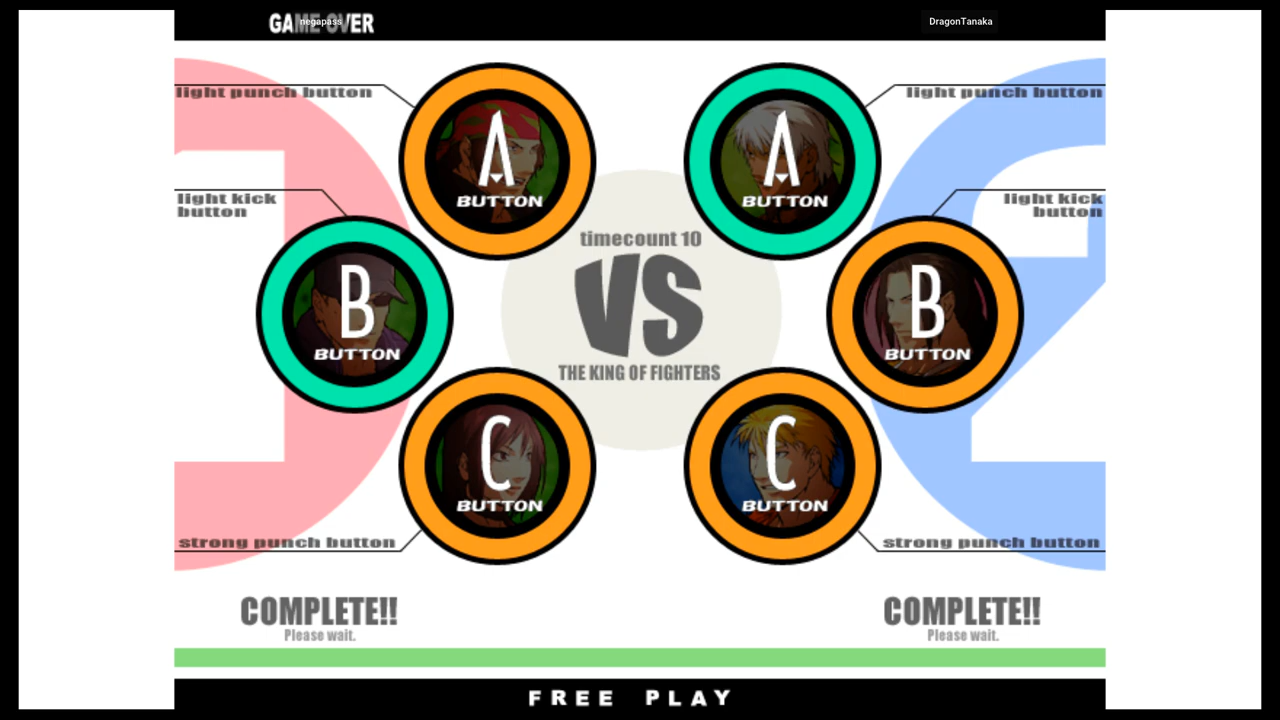 GAME OVER
negapass
DragonTanaka
light punch button
light punch button
light kick
button
light kick
button
A
BUTTON
A
BUTTON
timecount 10
VS
THE KING OF FIGHTERS
B
BUTTON
B
BUTTON
C
BUTTON
C
BUTTON
strong punch button
strong punch button
COMPLETE!!
Please wait.
COMPLETE!!
Please wait.
FREE PLAY